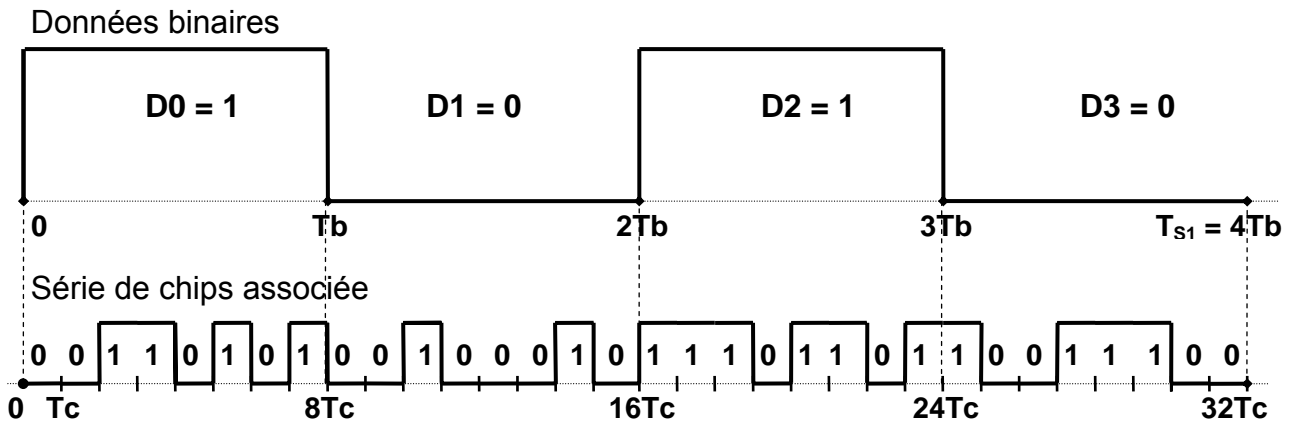 Données binaires
D0 = 1 D1 = 0 D2 = 1 D3 = 0
0 Tb 2Tb 3Tb TS1 = 4Tb
Série de chips associée
0 0 1 1 0 1 0 1 0 0 1 0 0 0 1 0 1 1 1 0 1 1 0 1 1 0 0 1 1 1 0 0
0 Tc 8Tc 16Tc 24Tc 32Tc